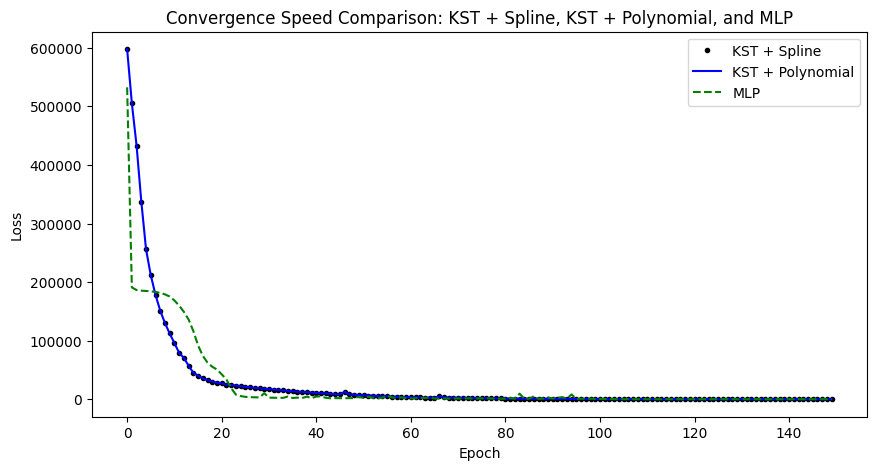 Convergence Speed Comparison: KST + Spline, KST + Polynomial, and MLP
KST + Spline
KST + Polynomial
MLP
Loss
600000
500000
400000
300000
200000
100000
0
0 20 40 60 80 100 120 140
Epoch